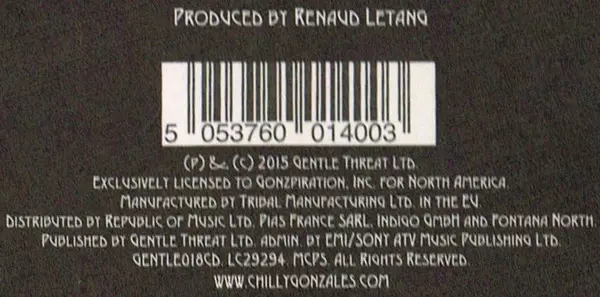 PRODUCED BY RENAUD LETANG
5 053760 014003
(P) & (C) 2015 GENTLE THREAT LTD.
EXCLUSIVELY LICENSED TO GONZPIRATION, INC. FOR NORTH AMERICA.
MANUFACTURED BY TRIBAL MANUFACTURING LTD. IN THE EU.
DISTRIBUTED BY REPUBLIC OF MUSIC LTD. PIAS FRANCE SARL, INDIGO GMBH AND FONTANA NORTH.
PUBLISHED BY GENTLE THREAT LTD. ADMIN. BY EMI/SONY ATV MUSIC PUBLISHING LTD.
GENTLE018CD. LC29294. MCPS. ALL RIGHTS RESERVED.
WWW.CHILLYGONZALES.COM